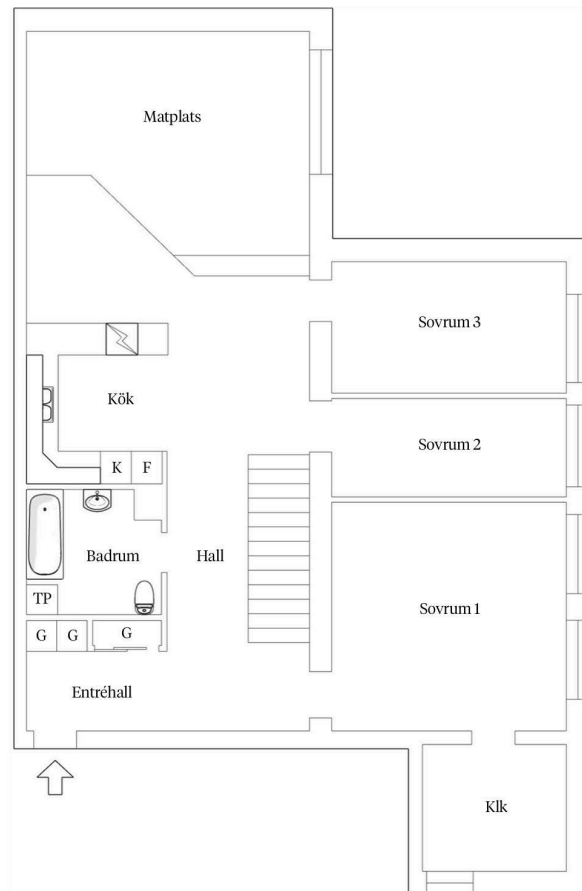 Matplats
Sovrum 3
Kök
Sovrum 2
K
F
Badrum
Hall
TP
Sovrum 1
G
G
G
Entréhall
Klk